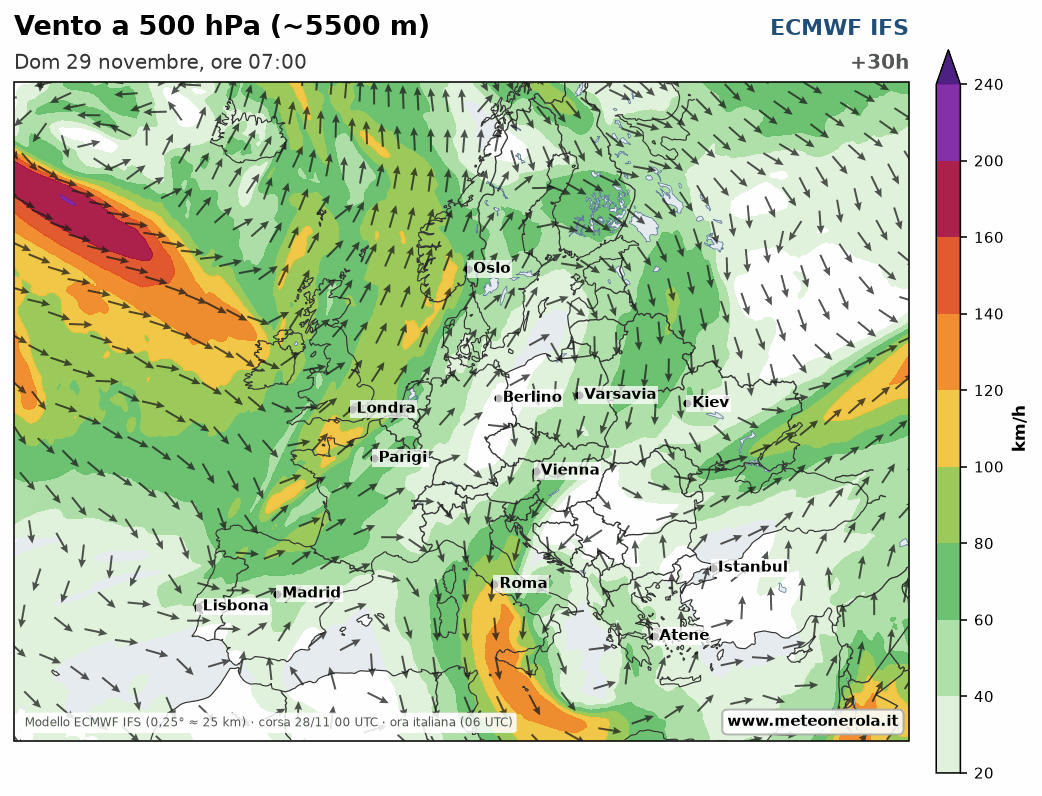 Vento a 500 hPa (~5500 m)
ECMWF IFS
Dom 29 novembre, ore 07:00
+30h
240
200
160
140
120
100
80
60
40
20
km/h
Oslo
Berlino
Varsavia
Kiev
Londra
Parigi
Vienna
Istanbul
Roma
Madrid
Lisbona
Atene
Modello ECMWF IFS (0,25° ≈ 25 km) · corsa 28/11 00 UTC · ora italiana (06 UTC)
www.meteonerola.it